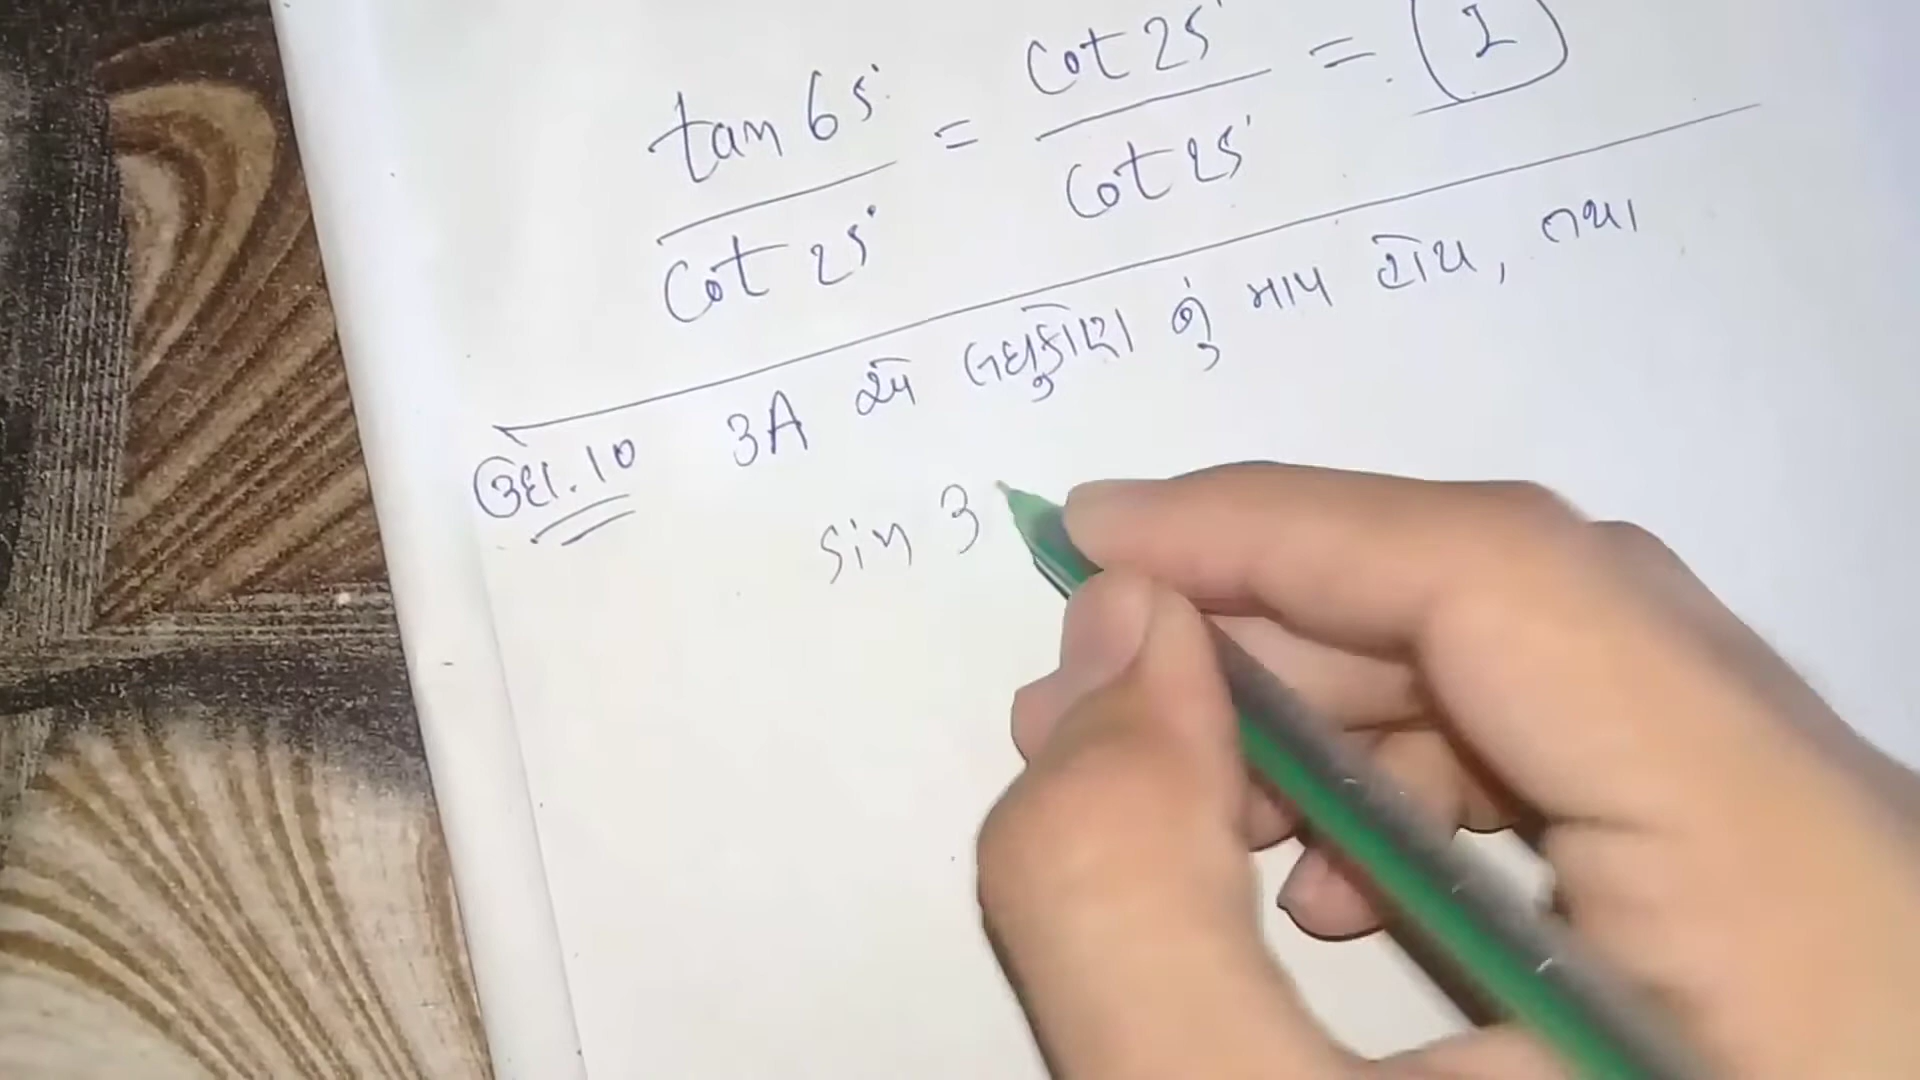 tan 65° / cot 25° = cot 25° / cot 25° = 1
ઉદા. 10 3A એ લઘુકોણ નું માપ હોય, તથા
sin 3